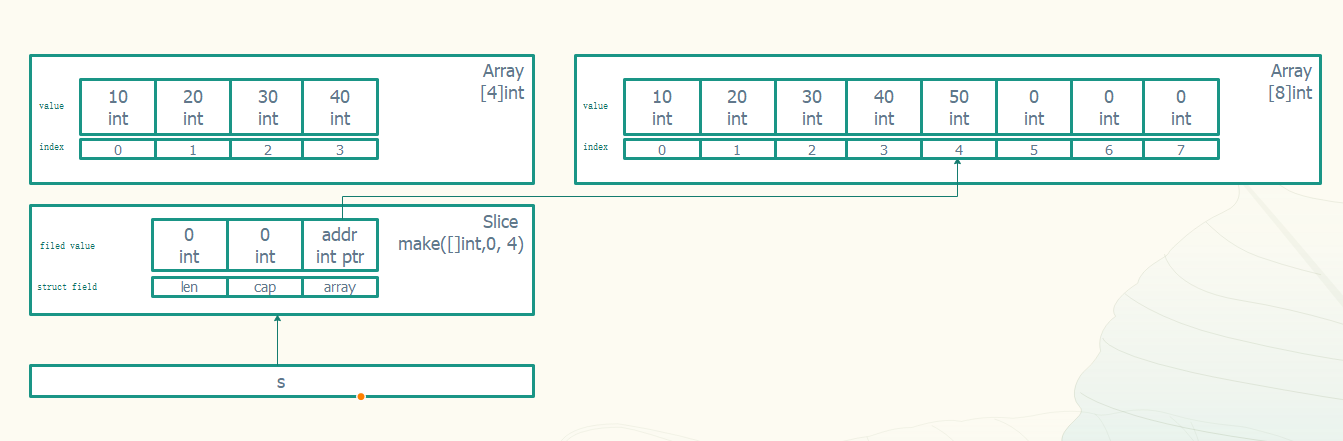 Array
[4]int
value 10 20 30 40
int int int int
index 0 1 2 3
Array
[8]int
value 10 20 30 40 50 0 0 0
int int int int int int int int
index 0 1 2 3 4 5 6 7
Slice
make([]int,0, 4)
filed value 0 0 addr
int int int ptr
struct field len cap array
s